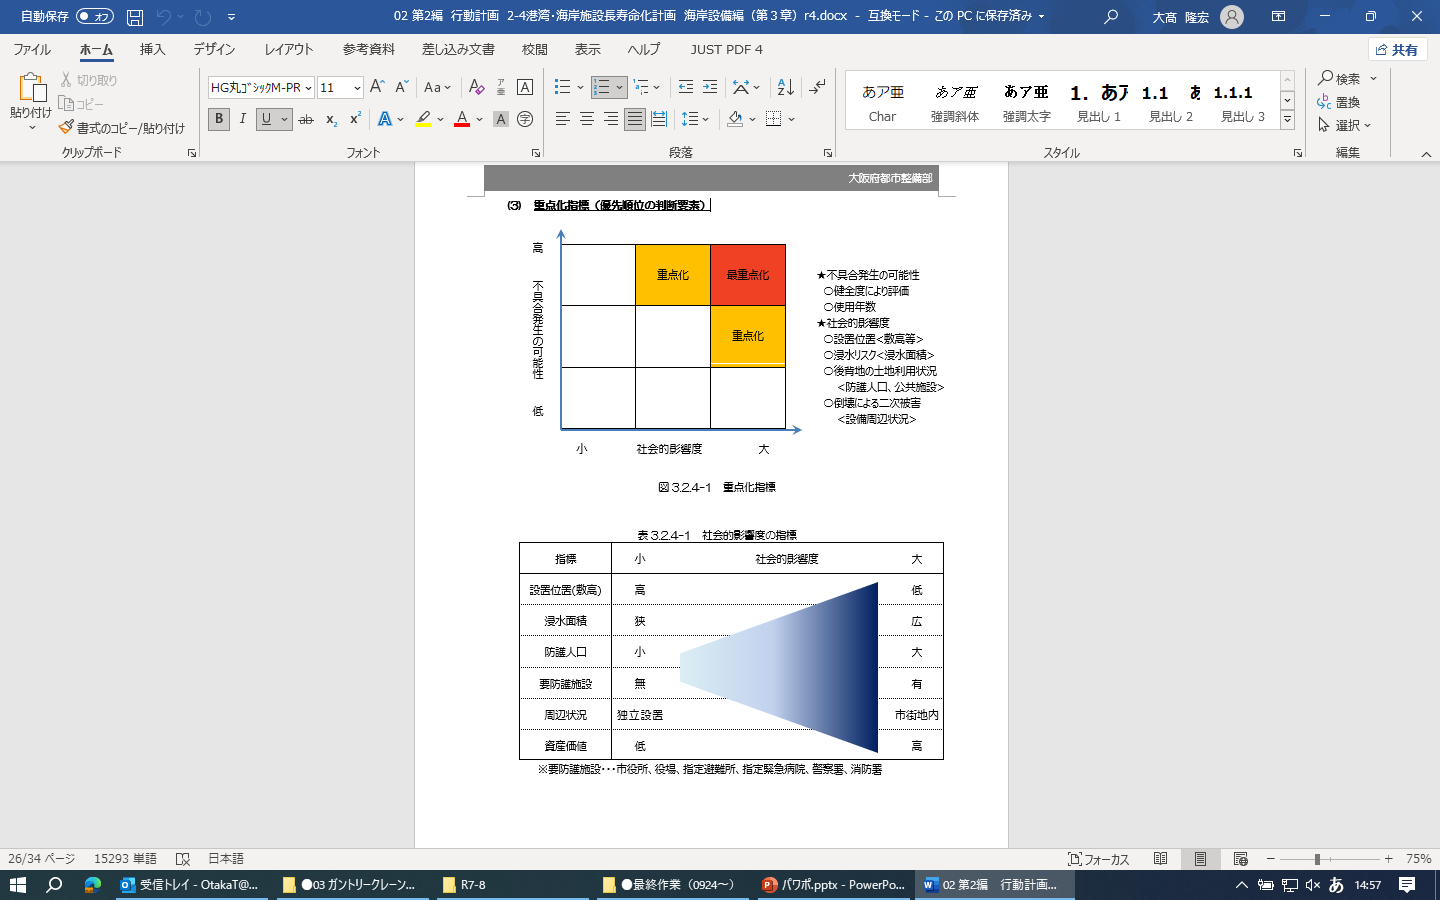 自動保存 オフ
02 第2編 行動計画 2-4港湾・海岸施設長寿命化計画 海岸設備編（第３章）r4.docx - 互換モード - この PC に保存済み
大髙 隆宏
ファイル ホーム 挿入 デザイン レイアウト 参考資料 差し込み文書 校閲 表示 ヘルプ JUST PDF 4
共有
貼り付け
切り取り
コピー
書式のコピー/貼り付け
クリップボード
HG丸ｺﾞｼｯｸM-PR 11
フォント
段落
あア亜 あア亜 あア亜 1. あア 1.1 あ 1.1.1
Char 強調斜体 強調太字 見出し 1 見出し 2 見出し 3
スタイル
検索
置換
選択
編集
大阪府都市整備部
(3) 重点化指標（優先順位の判断要素）
高
不具合発生の可能性
低
重点化 最重点化
重点化
小 社会的影響度 大
★不具合発生の可能性
○健全度により評価
○使用年数
★社会的影響度
○設置位置<敷高等>
○浸水リスク<浸水面積>
○後背地の土地利用状況
<防護人口、公共施設>
○倒壊による二次被害
<設備周辺状況>
図 3.2.4-1 重点化指標
表 3.2.4-1 社会的影響度の指標
指標 小 社会的影響度 大
設置位置(敷高) 高 低
浸水面積 狭 広
防護人口 小 大
要防護施設 無 有
周辺状況 独立設置 市街地内
資産価値 低 高
※要防護施設・・・市役所、役場、指定避難所、指定緊急病院、警察署、消防署
26/34 ページ 15293 単語 日本語 フォーカス 75%
受信トレイ - OtakaT@... ●03 ガントリークレーン... R7-8 ●最終作業（0924～） パワポ.pptx - PowerPo... 02 第2編 行動計画... あ 14:57